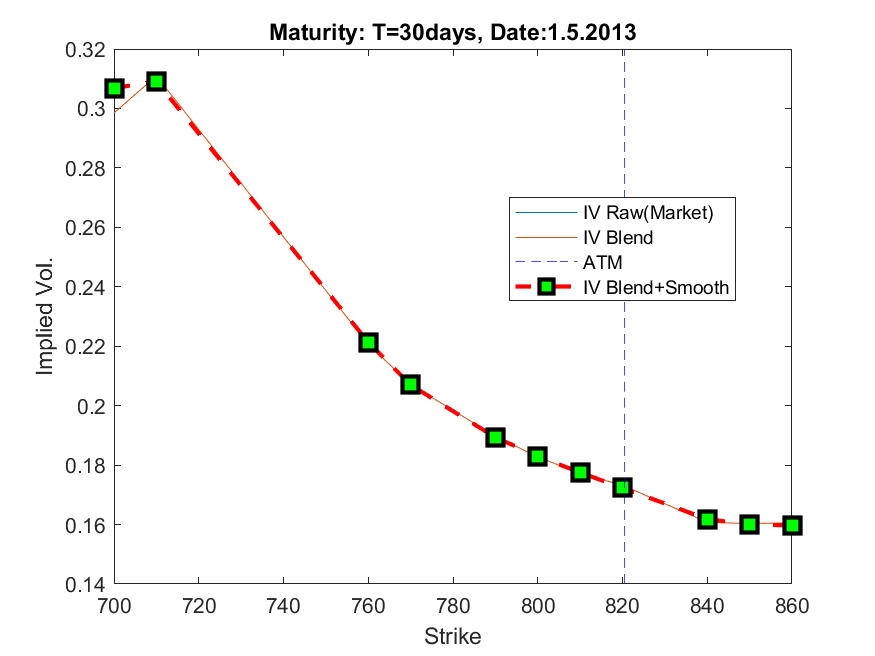 Maturity: T=30days, Date:1.5.2013
0.32
0.3
0.28
0.26
0.24
0.22
0.2
0.18
0.16
0.14
Implied Vol.
IV Raw(Market)
IV Blend
ATM
IV Blend+Smooth
700 720 740 760 780 800 820 840 860
Strike